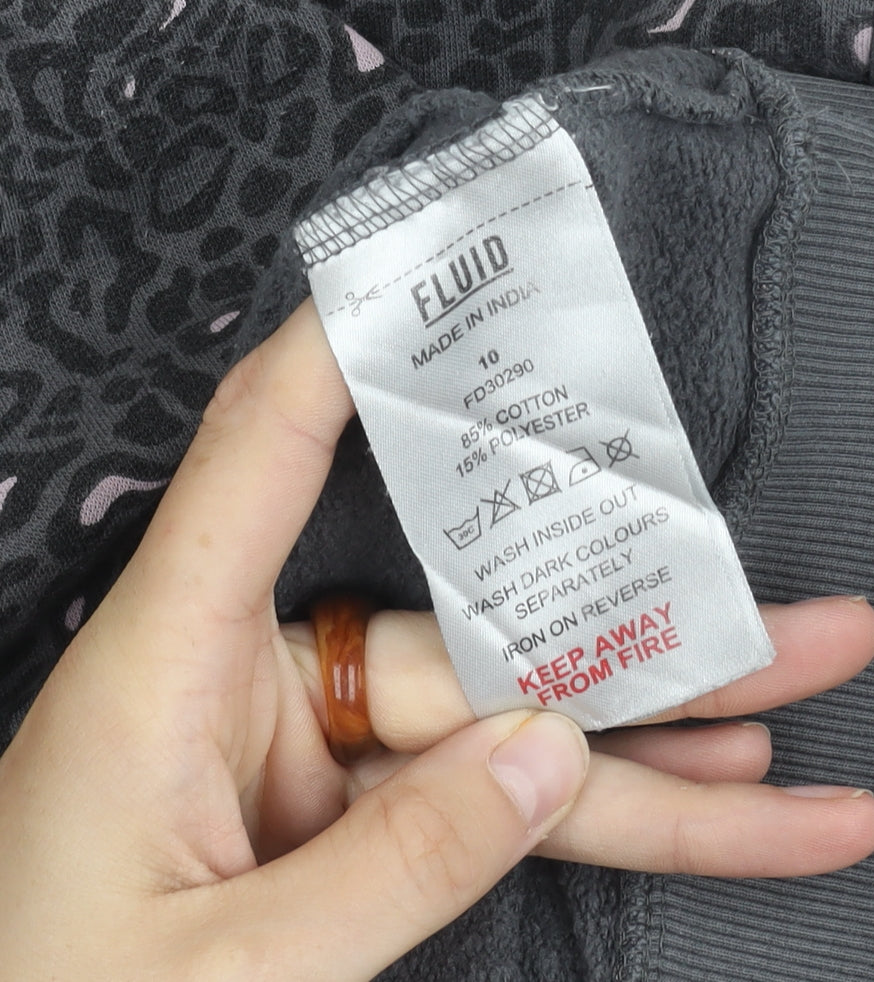 FLUID
MADE IN INDIA
10
FD30290
85% COTTON
15% POLYESTER
30C
WASH INSIDE OUT
WASH DARK COLOURS
SEPARATELY
IRON ON REVERSE
KEEP AWAY
FROM FIRE